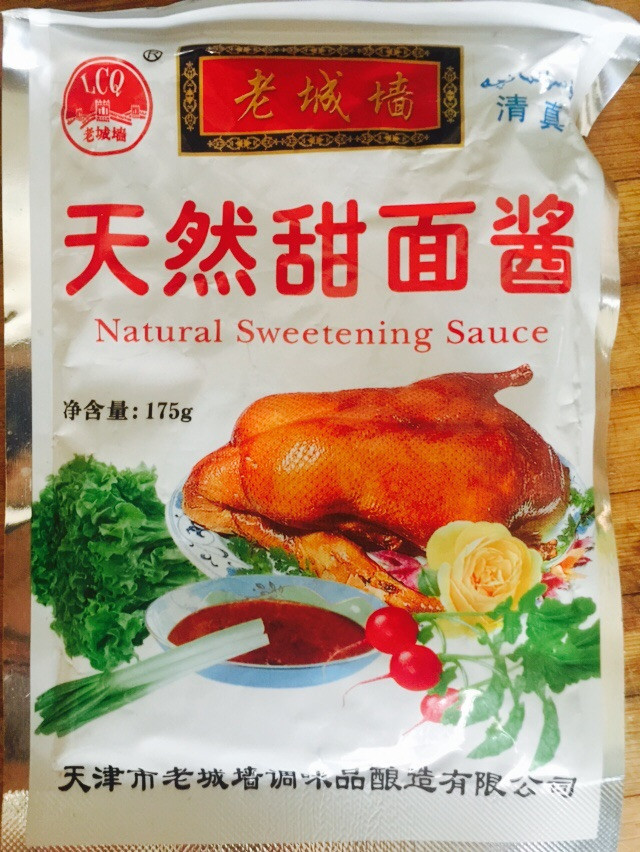 LCQ
老城墙
®
老城墙
清真
天然甜面酱
Natural Sweetening Sauce
净含量: 175g
天津市老城墙调味品酿造有限公司